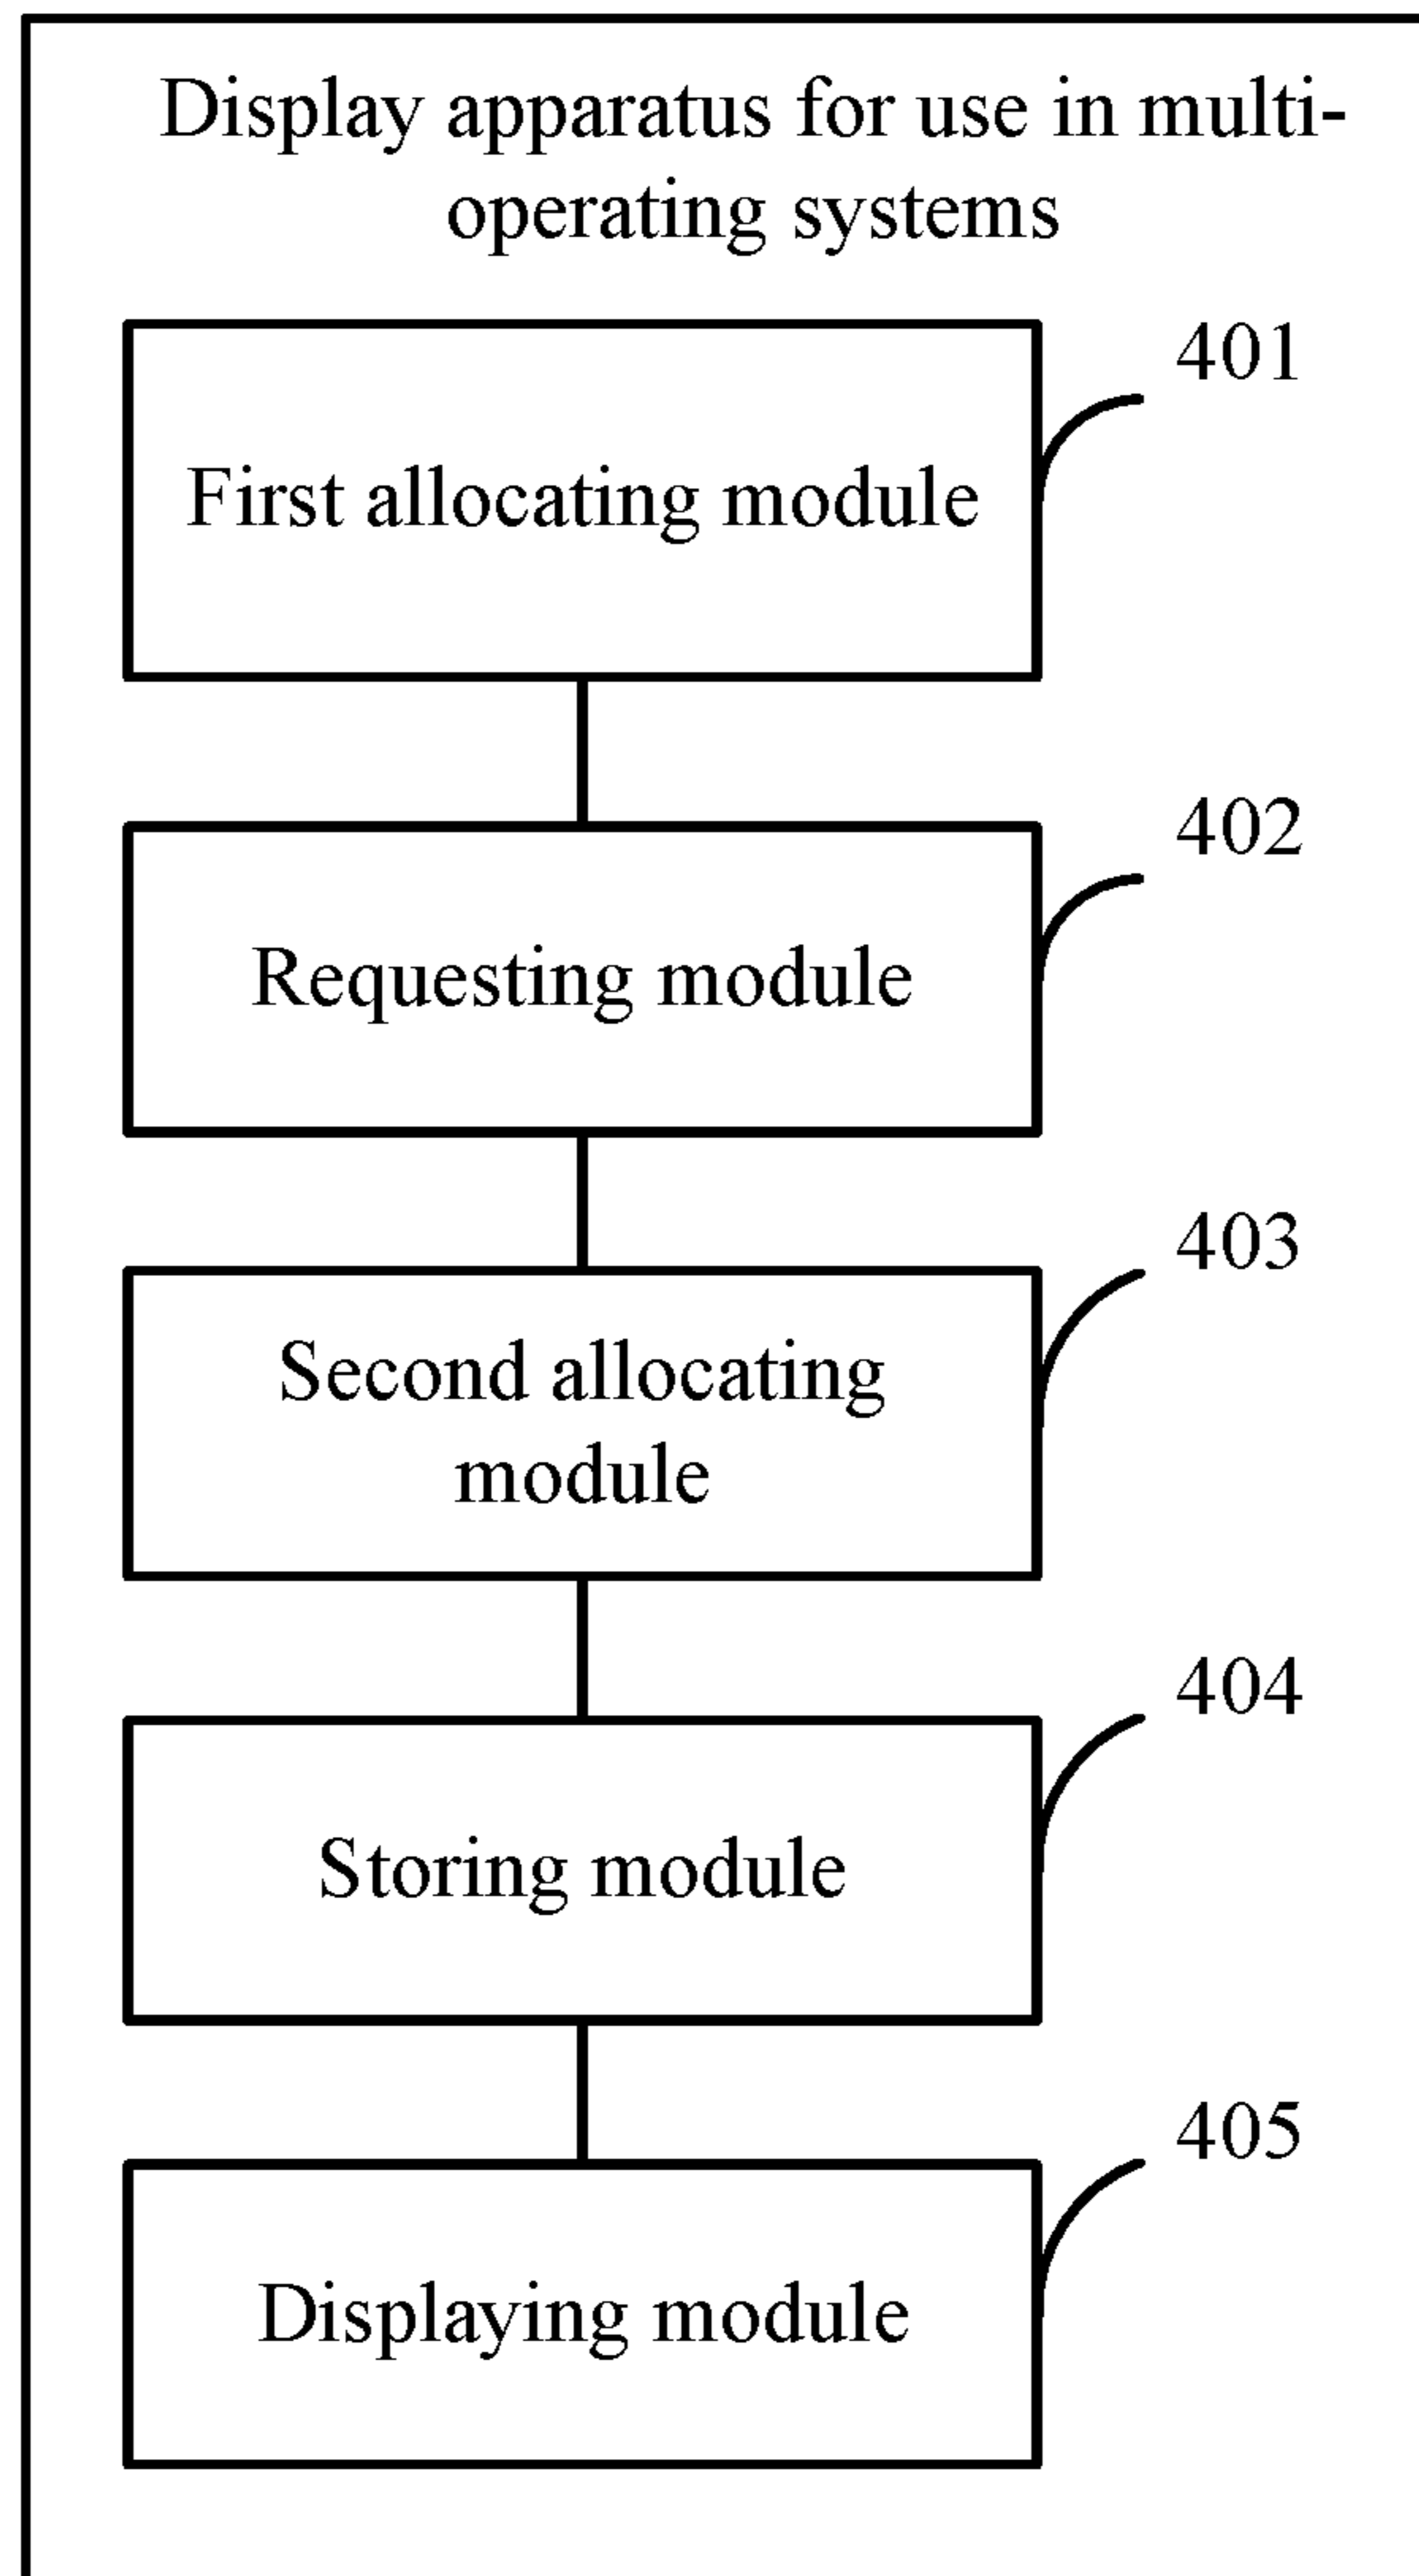 Display apparatus for use in multi-
operating systems
401
First allocating module
402
Requesting module
403
Second allocating
module
404
Storing module
405
Displaying module